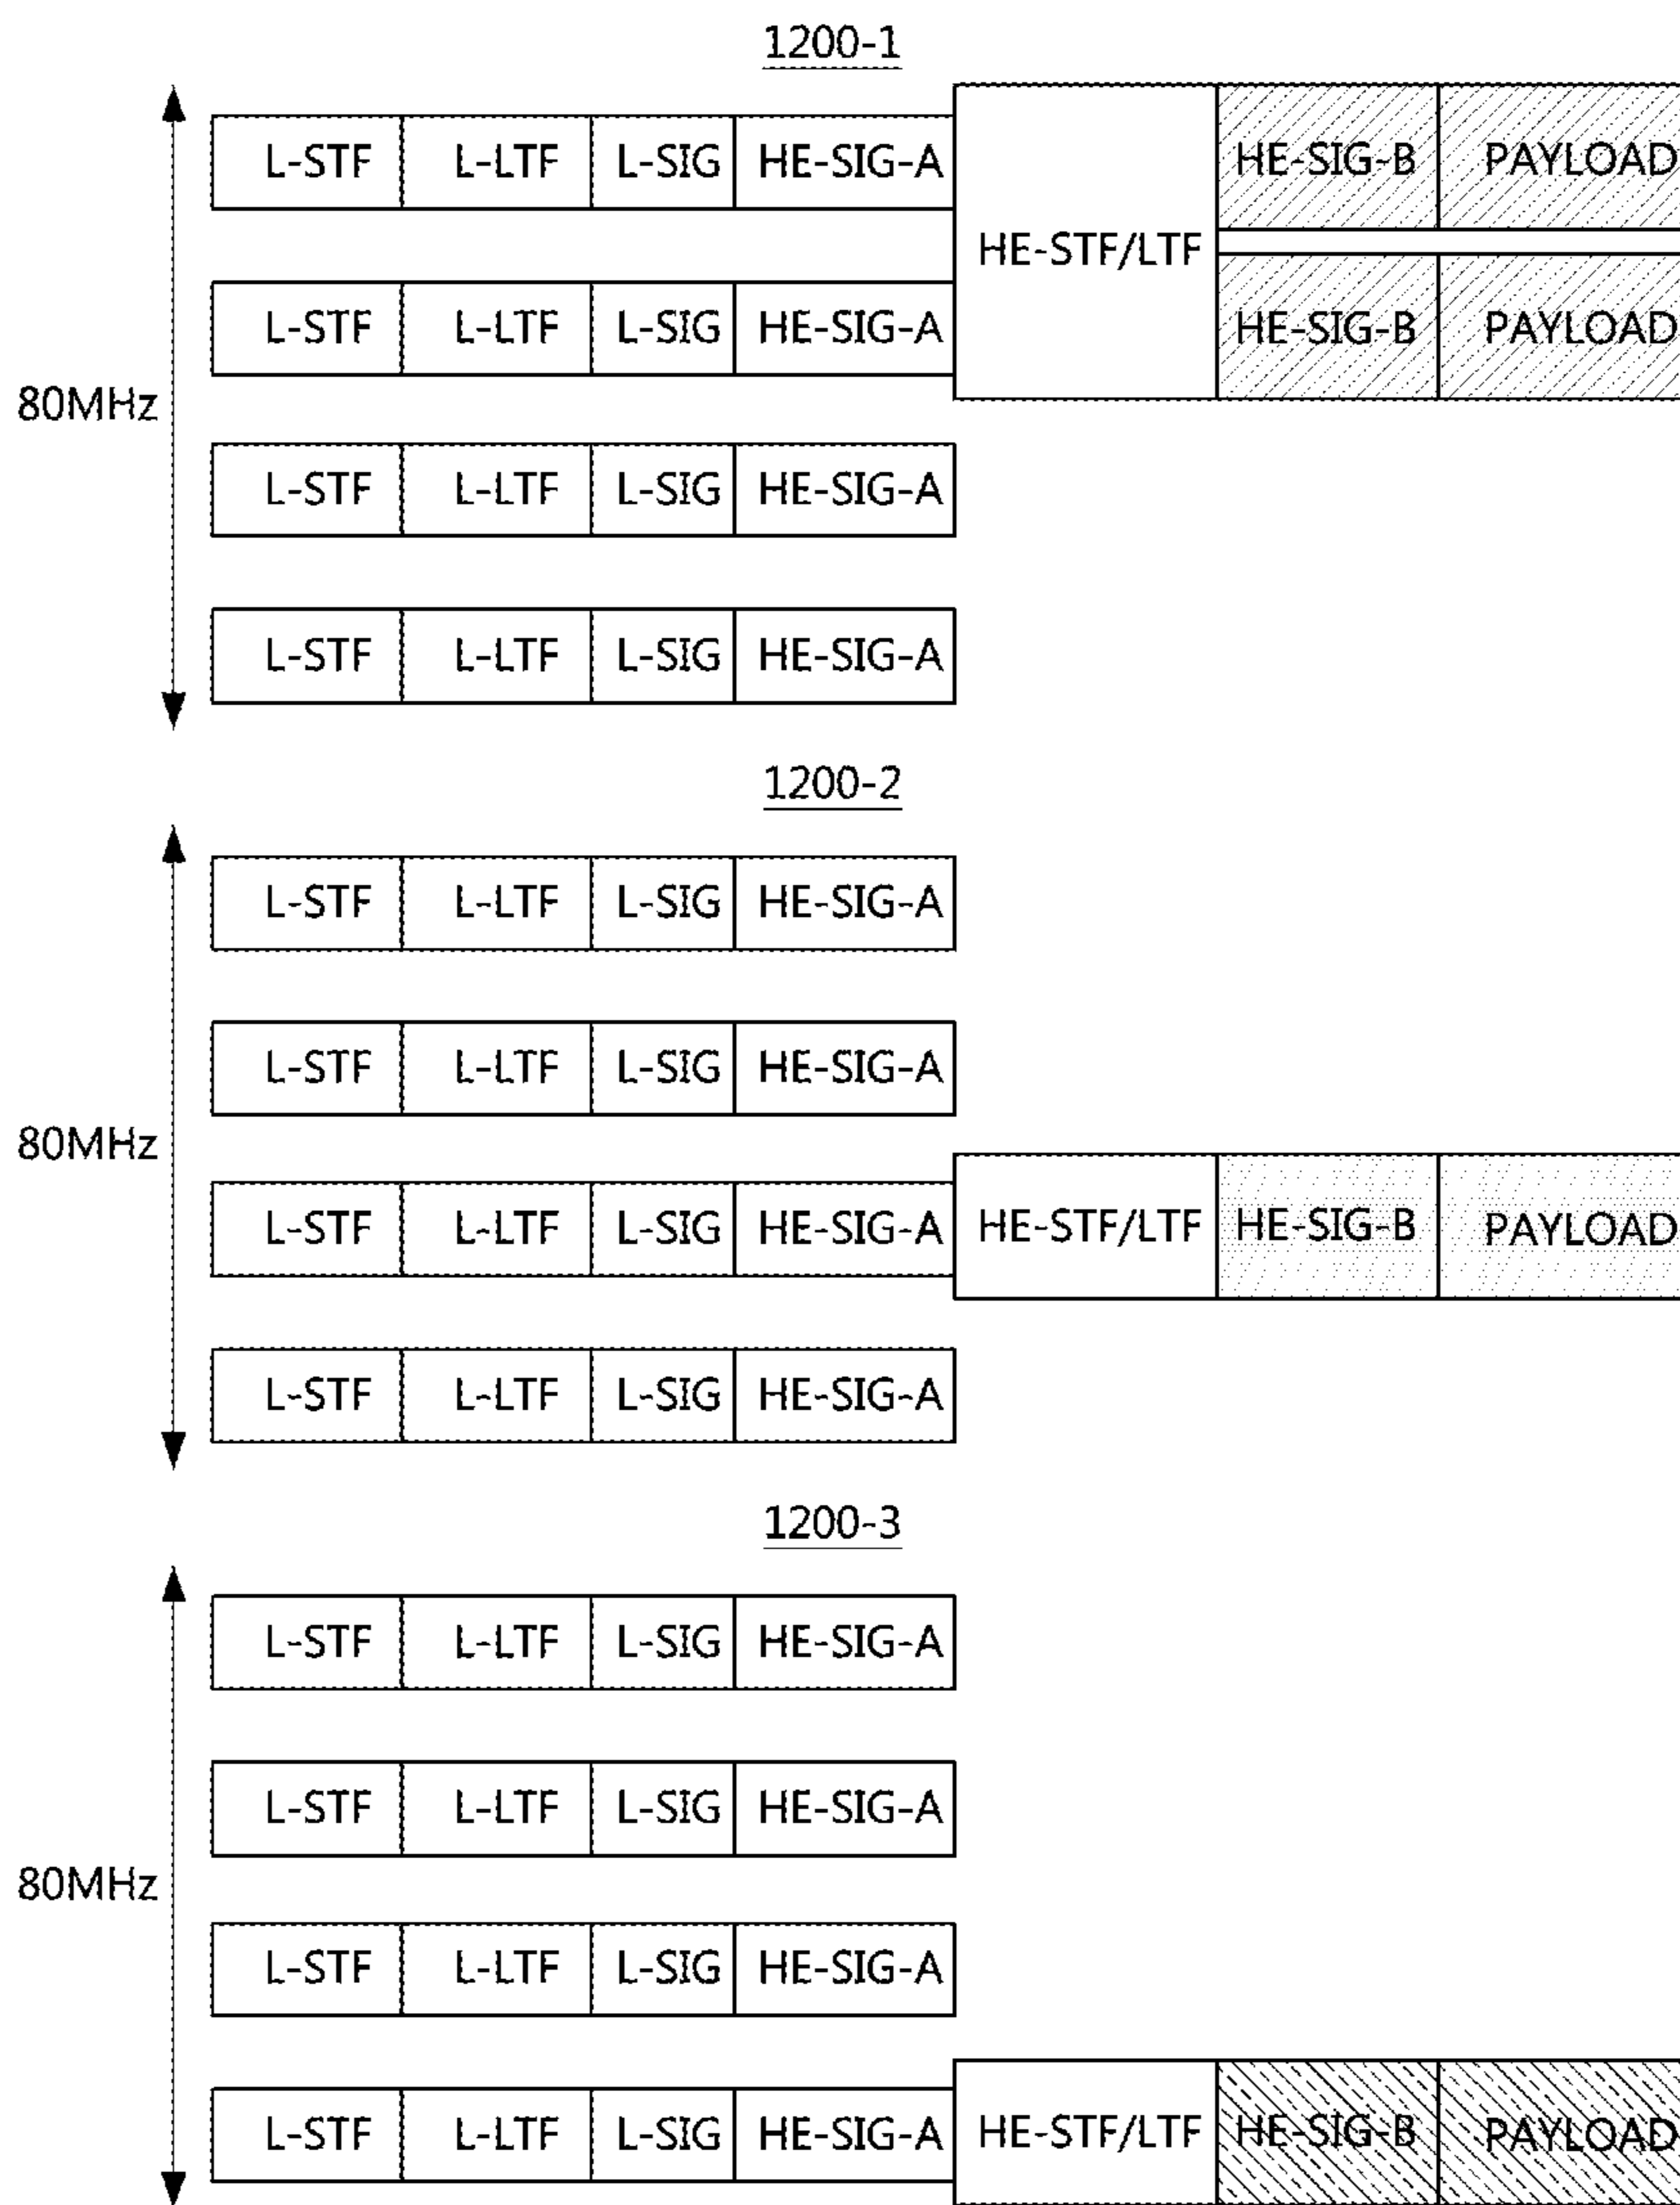 1200-1
L-STF L-LTF L-SIG HE-SIG-A HE-SIG-B PAYLOAD
HE-STF/LTF
L-STF L-LTF L-SIG HE-SIG-A HE-SIG-B PAYLOAD
80MHz
L-STF L-LTF L-SIG HE-SIG-A
L-STF L-LTF L-SIG HE-SIG-A
1200-2
L-STF L-LTF L-SIG HE-SIG-A
L-STF L-LTF L-SIG HE-SIG-A
80MHz
L-STF L-LTF L-SIG HE-SIG-A HE-STF/LTF HE-SIG-B PAYLOAD
L-STF L-LTF L-SIG HE-SIG-A
1200-3
L-STF L-LTF L-SIG HE-SIG-A
L-STF L-LTF L-SIG HE-SIG-A
80MHz
L-STF L-LTF L-SIG HE-SIG-A
L-STF L-LTF L-SIG HE-SIG-A HE-STF/LTF HE-SIG-B PAYLOAD